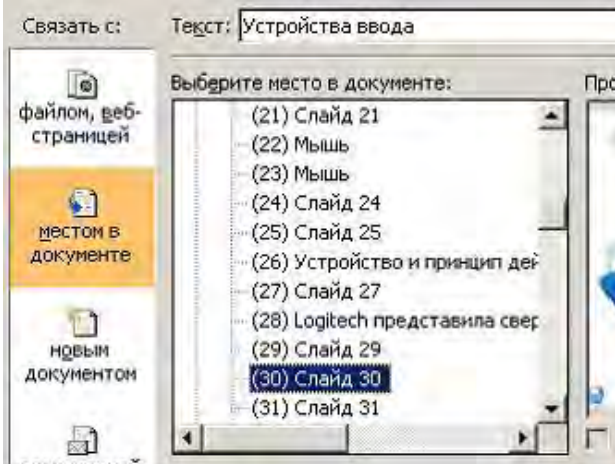 Связать с:
Текст: Устройства ввода
файлом, веб-
страницей
местом в
документе
новым
документом
Выберите место в документе:
(21) Слайд 21
(22) Мышь
(23) Мышь
(24) Слайд 24
(25) Слайд 25
(26) Устройство и принцип дей
(27) Слайд 27
(28) Logitech представила свер
(29) Слайд 29
(30) Слайд 30
(31) Слайд 31
Про